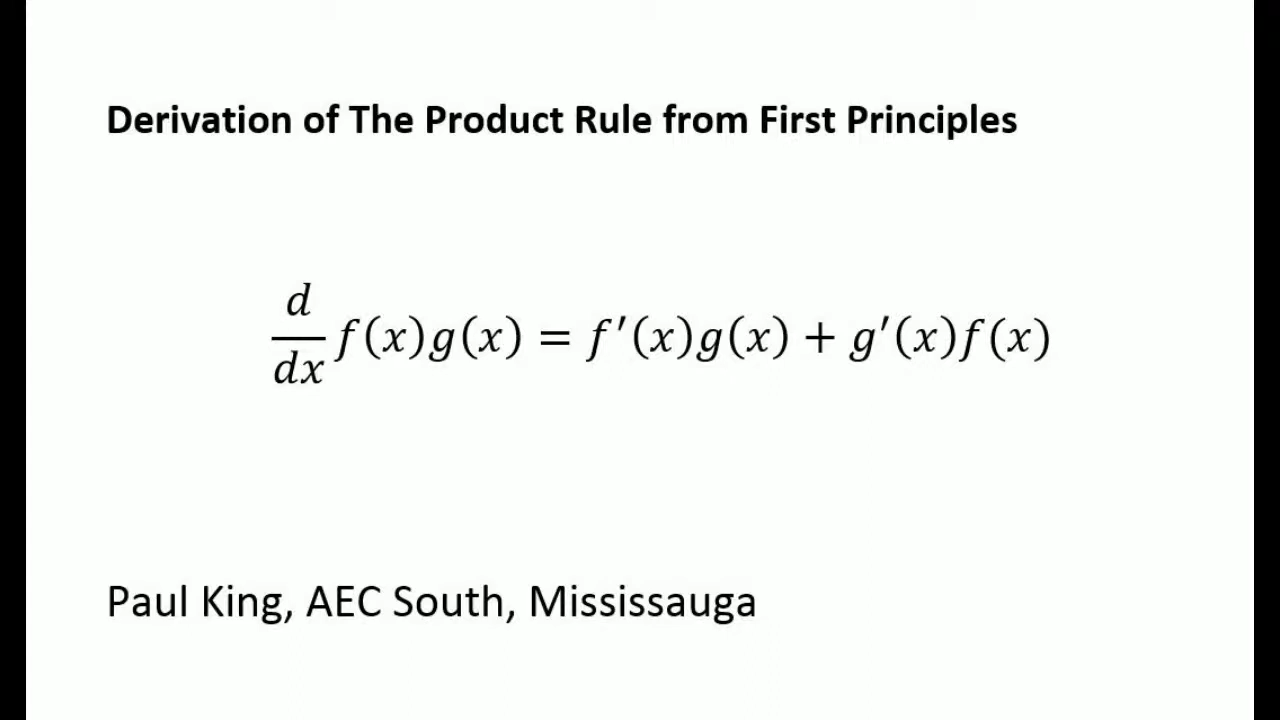 Derivation of The Product Rule from First Principles
d/dx f(x)g(x) = f′(x)g(x) + g′(x)f(x)
Paul King, AEC South, Mississauga